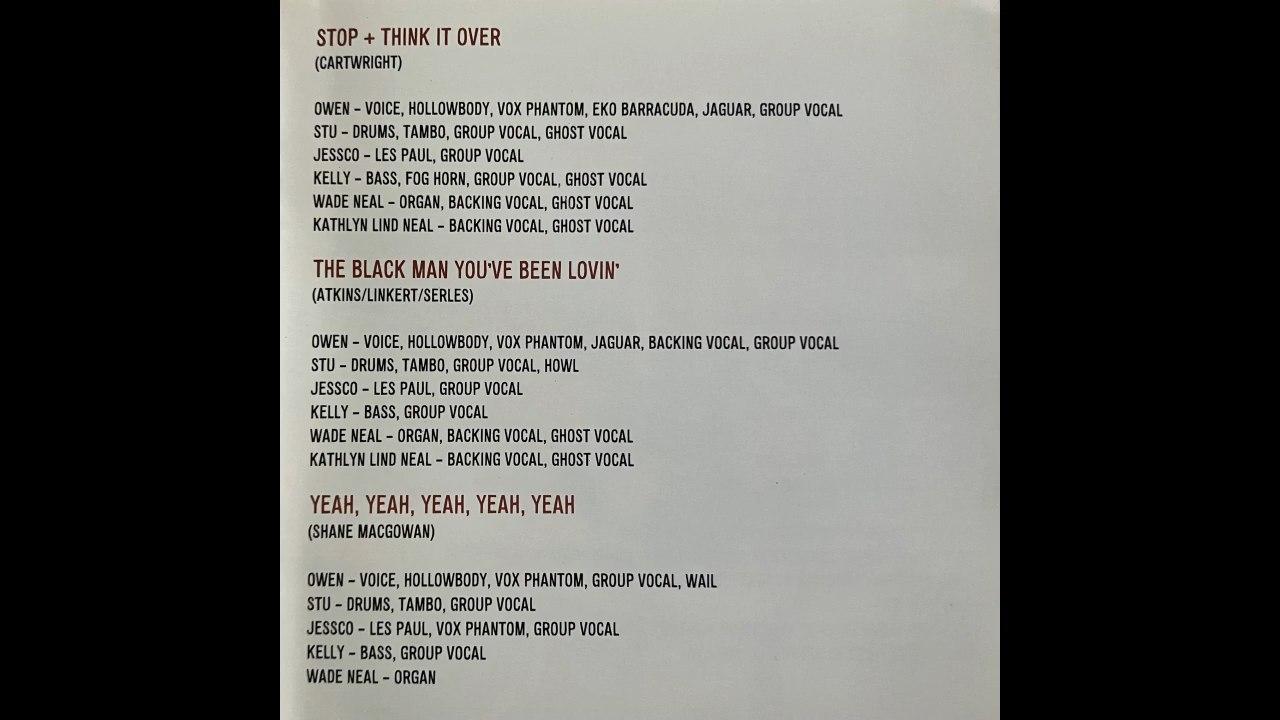 STOP + THINK IT OVER
(CARTWRIGHT)
OWEN – VOICE, HOLLOWBODY, VOX PHANTOM, EKO BARRACUDA, JAGUAR, GROUP VOCAL
STU – DRUMS, TAMBO, GROUP VOCAL, GHOST VOCAL
JESSCO – LES PAUL, GROUP VOCAL
KELLY – BASS, FOG HORN, GROUP VOCAL, GHOST VOCAL
WADE NEAL – ORGAN, BACKING VOCAL, GHOST VOCAL
KATHLYN LIND NEAL – BACKING VOCAL, GHOST VOCAL
THE BLACK MAN YOU'VE BEEN LOVIN'
(ATKINS/LINKERT/SERLES)
OWEN – VOICE, HOLLOWBODY, VOX PHANTOM, JAGUAR, BACKING VOCAL, GROUP VOCAL
STU – DRUMS, TAMBO, GROUP VOCAL, HOWL
JESSCO – LES PAUL, GROUP VOCAL
KELLY – BASS, GROUP VOCAL
WADE NEAL – ORGAN, BACKING VOCAL, GHOST VOCAL
KATHLYN LIND NEAL – BACKING VOCAL, GHOST VOCAL
YEAH, YEAH, YEAH, YEAH, YEAH
(SHANE MACGOWAN)
OWEN – VOICE, HOLLOWBODY, VOX PHANTOM, GROUP VOCAL, WAIL
STU – DRUMS, TAMBO, GROUP VOCAL
JESSCO – LES PAUL, VOX PHANTOM, GROUP VOCAL
KELLY – BASS, GROUP VOCAL
WADE NEAL – ORGAN